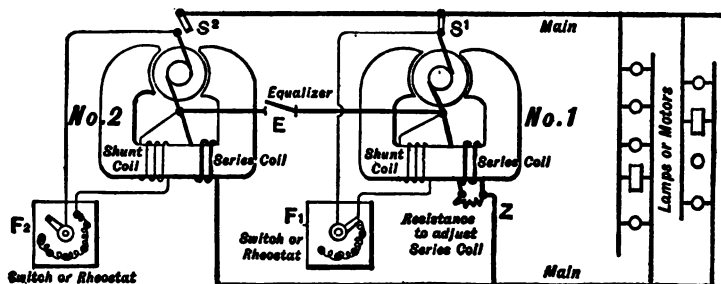 S²
S¹
Main
Equalizer
E
No.2
No.1
Shunt
Coil
Series Coil
Shunt
Coil
Series Coil
Lamps or Motors
F₂
F₁
Z
Resistance
to adjust
Series Coil
Switch or
Rheostat
Switch or Rheostat
Main